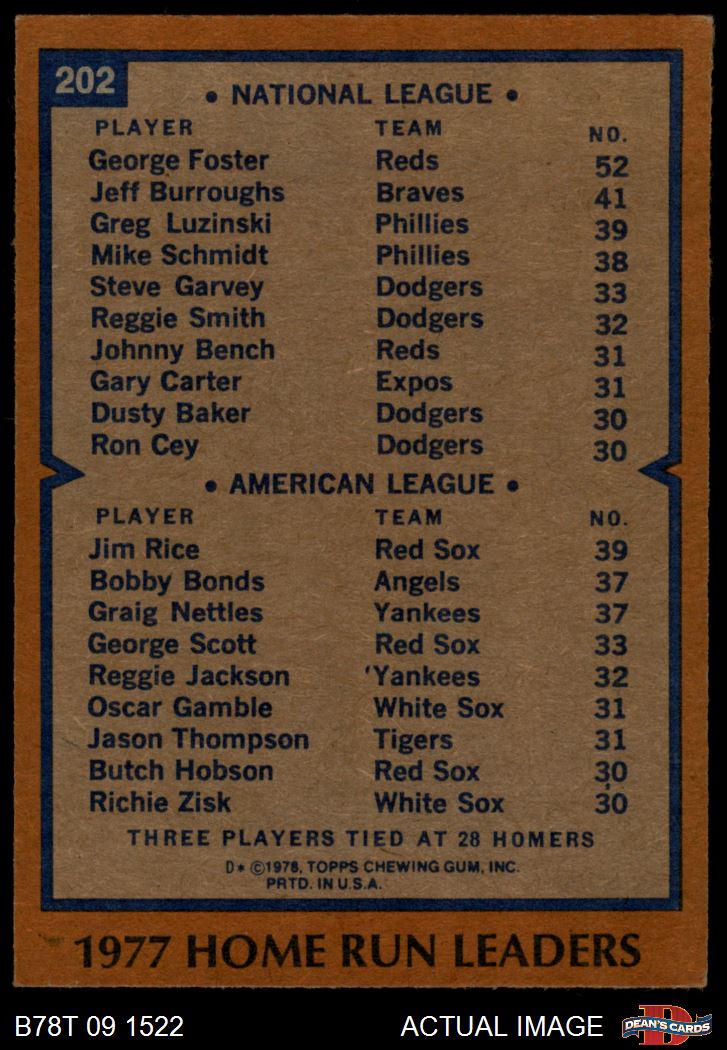 202
• NATIONAL LEAGUE •
PLAYER TEAM NO.
George Foster Reds 52
Jeff Burroughs Braves 41
Greg Luzinski Phillies 39
Mike Schmidt Phillies 38
Steve Garvey Dodgers 33
Reggie Smith Dodgers 32
Johnny Bench Reds 31
Gary Carter Expos 31
Dusty Baker Dodgers 30
Ron Cey Dodgers 30
• AMERICAN LEAGUE •
PLAYER TEAM NO.
Jim Rice Red Sox 39
Bobby Bonds Angels 37
Graig Nettles Yankees 37
George Scott Red Sox 33
Reggie Jackson Yankees 32
Oscar Gamble White Sox 31
Jason Thompson Tigers 31
Butch Hobson Red Sox 30
Richie Zisk White Sox 30
THREE PLAYERS TIED AT 28 HOMERS
D* ©1978, TOPPS CHEWING GUM, INC.
PRTD. IN U.S.A.
1977 HOME RUN LEADERS
B78T 09 1522 ACTUAL IMAGE
D
DEAN'S CARDS